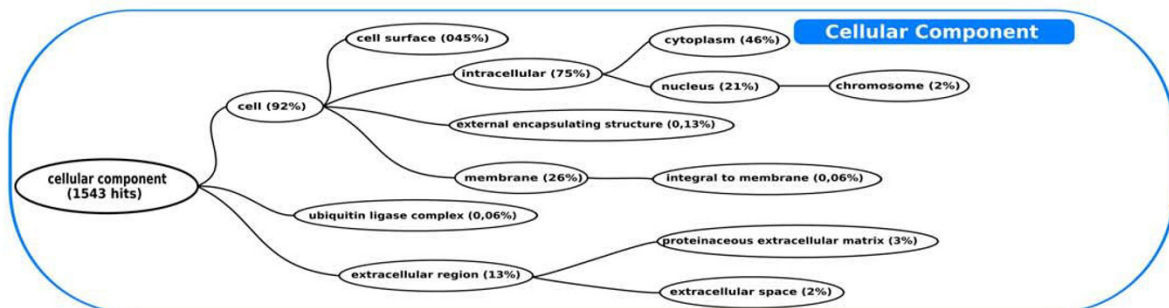 Cellular Component
cell surface (045%)
cytoplasm (46%)
intracellular (75%)
nucleus (21%)
chromosome (2%)
cell (92%)
external encapsulating structure (0,13%)
cellular component
(1543 hits)
membrane (26%)
integral to membrane (0,06%)
ubiquitin ligase complex (0,06%)
proteinaceous extracellular matrix (3%)
extracellular region (13%)
extracellular space (2%)